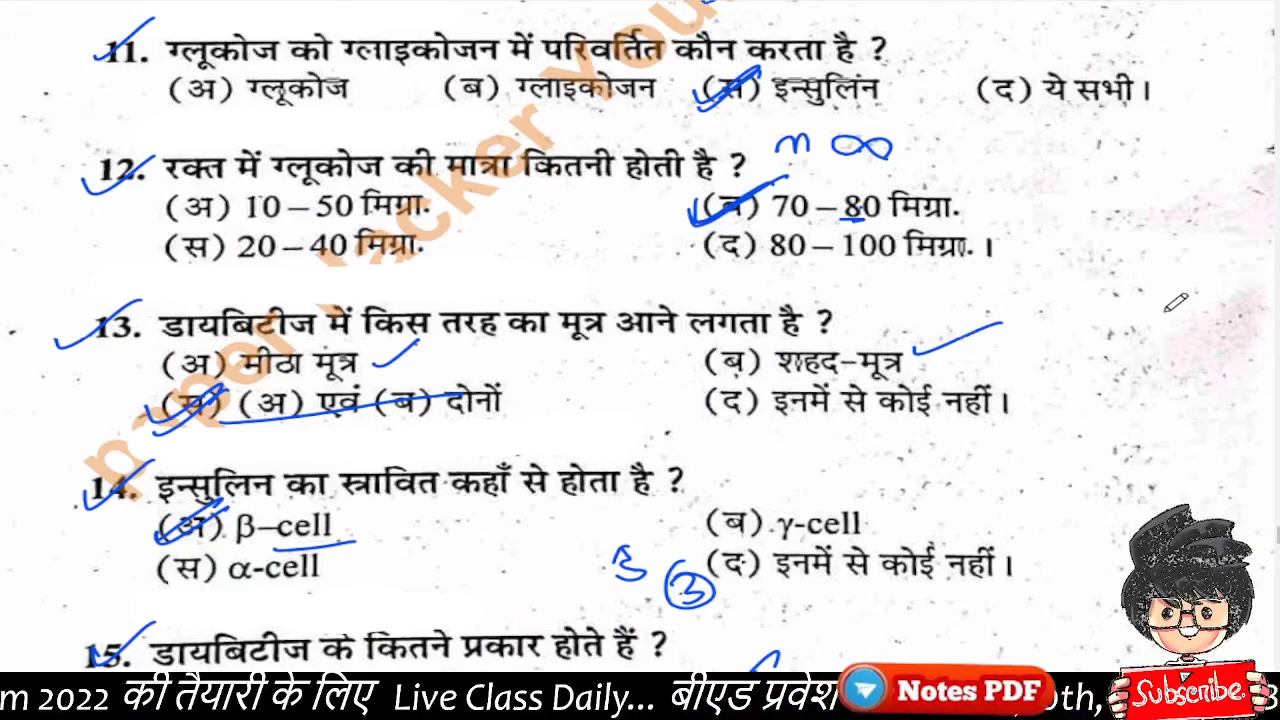 11. ग्लूकोज को ग्लाइकोजन में परिवर्तित कौन करता है ?
(अ) ग्लूकोज (ब) ग्लाइकोजन (स) इन्सुलिन (द) ये सभी।
12. रक्त में ग्लूकोज की मात्रा कितनी होती है ?
(अ) 10 – 50 मिग्रा. (ब) 70 – 80 मिग्रा.
(स) 20 – 40 मिग्रा. (द) 80 – 100 मिग्रा.।
13. डायबिटीज में किस तरह का मूत्र आने लगता है ?
(अ) मीठा मूत्र (ब) शहद-मूत्र
(स) (अ) एवं (ब) दोनों (द) इनमें से कोई नहीं।
14. इन्सुलिन का स्रावित कहाँ से होता है ?
(अ) β–cell (ब) γ-cell
(स) α-cell (द) इनमें से कोई नहीं।
15. डायबिटीज के कितने प्रकार होते हैं ?
m 2022 की तैयारी के लिए Live Class Daily... बीएड प्रवेश
Notes PDF
Subscribe